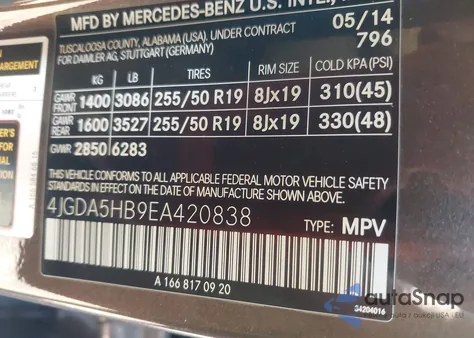 MFD BY MERCEDES-BENZ U.S. INTE
TUSCALOOSA COUNTY, ALABAMA (USA), UNDER CONTRACT
FOR DAIMLER AG, STUTTGART (GERMANY)
05/14
796
ARGEMENT
KG LB TIRES RIM SIZE COLD KPA(PSI)
GAWR FRONT 1400 3086 255/50 R19 8Jx19 310(45)
GAWR REAR 1600 3527 255/50 R19 8Jx19 330(48)
GVWR 2850 6283
THIS VEHICLE CONFORMS TO ALL APPLICABLE FEDERAL MOTOR VEHICLE SAFETY
STANDARDS IN EFFECT ON THE DATE OF MANUFACTURE SHOWN ABOVE.
4JGDA5HB9EA420838 TYPE: MPV
A 166 817 09 20
34204016
autoSnap